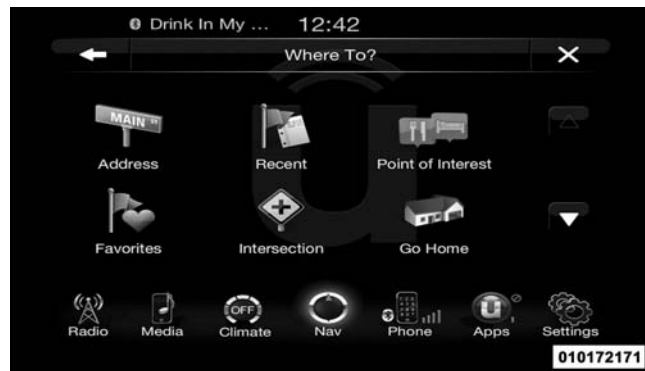 Drink In My ... 12:42
Where To?
MAIN ST
Address Recent Point of Interest
Favorites Intersection Go Home
OFF
Radio Media Climate Nav Phone Apps Settings
010172171